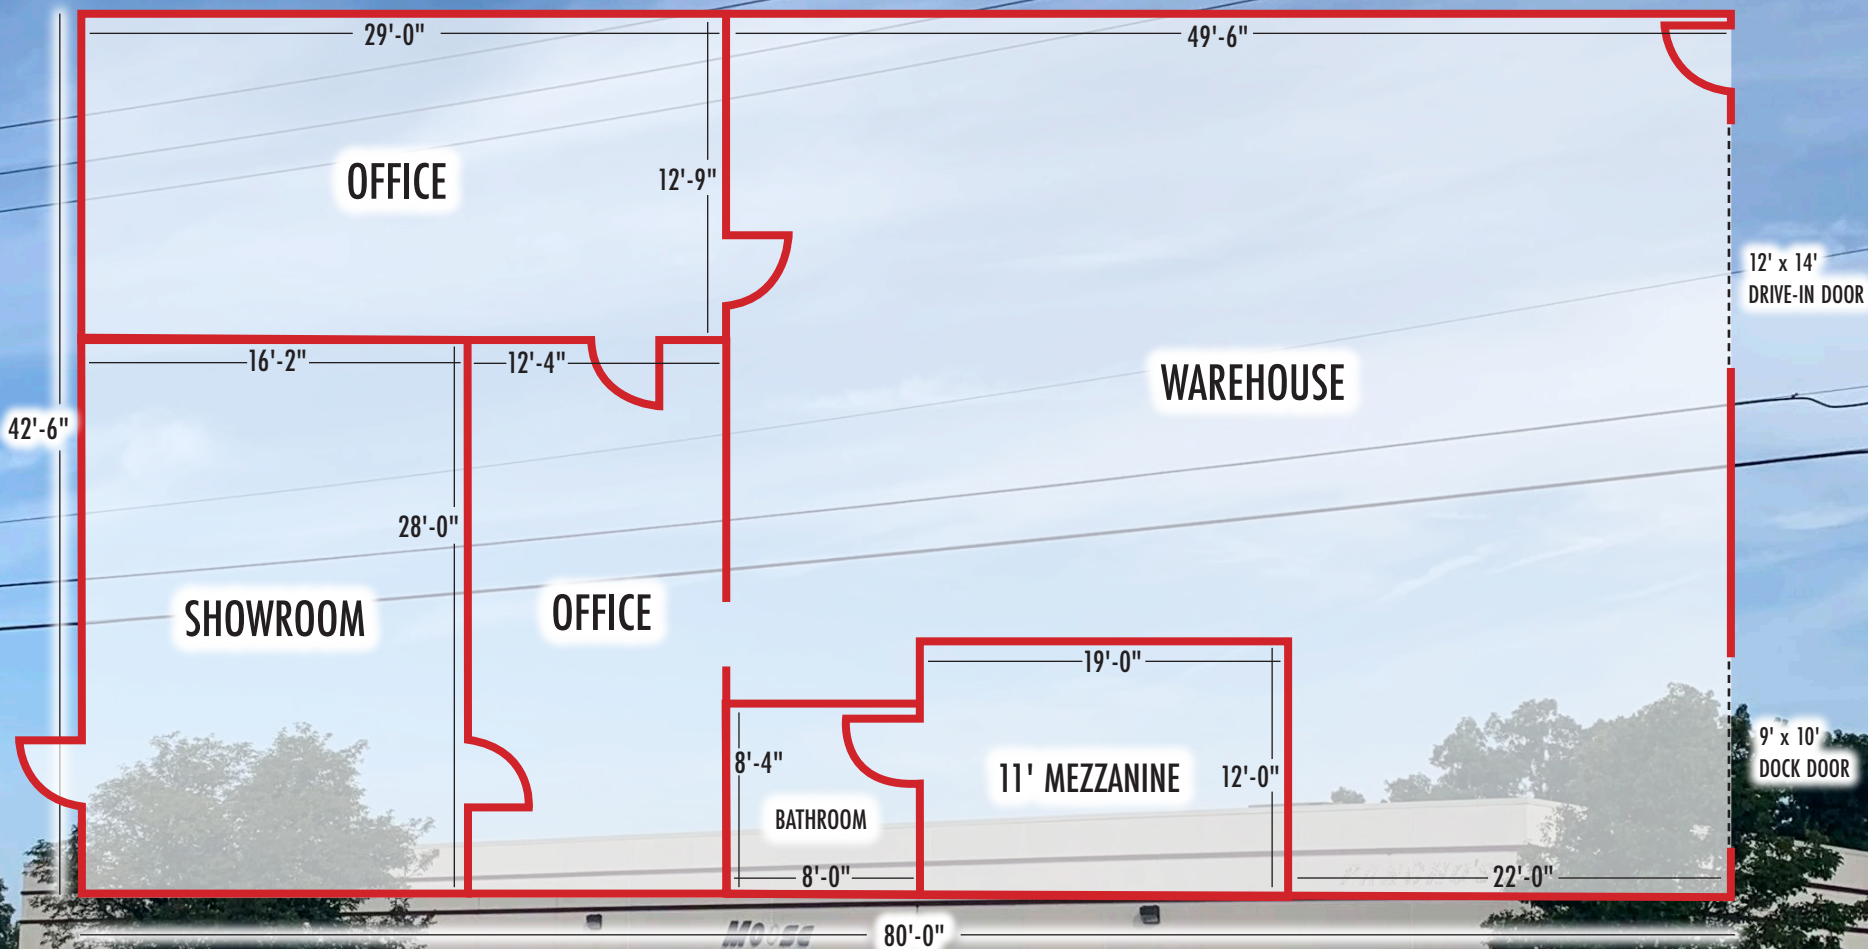 29'-0"
49'-6"
OFFICE
12'-9"
12' x 14'
DRIVE-IN DOOR
16'-2"
12'-4"
WAREHOUSE
42'-6"
28'-0"
SHOWROOM
OFFICE
19'-0"
8'-4"
11' MEZZANINE
12'-0"
9' x 10'
DOCK DOOR
BATHROOM
8'-0"
22'-0"
MOOSE
80'-0"